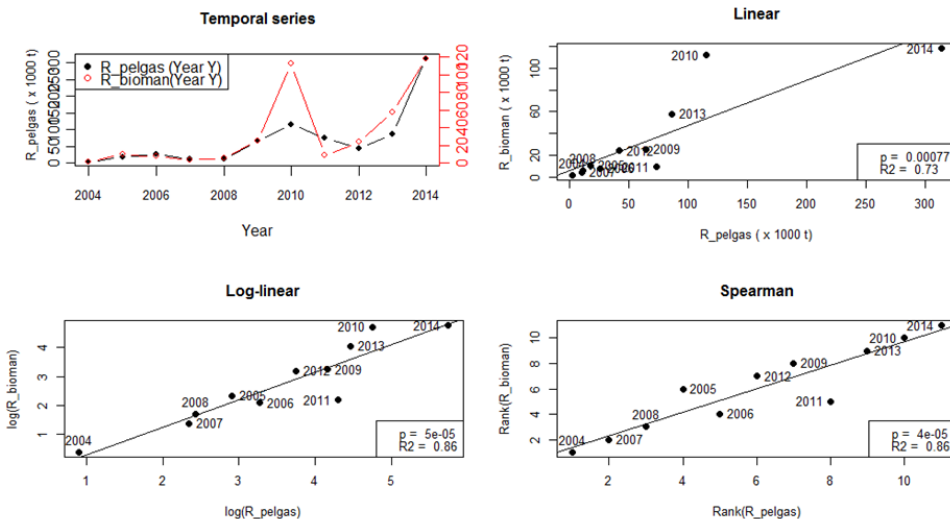 Temporal series
R_pelgas (Year Y)
R_bioman(Year Y)
R_pelgas ( x 1000 t)
2004 2006 2008 2010 2012 2014
Year
Linear
R_bioman ( x 1000 t)
0 20 60 100
2010
2014
2013
2012
2009
2008
2011
2007
p = 0.00077
R2 = 0.73
0 50 100 150 200 250 300
R_pelgas ( x 1000 t)
Log-linear
log(R_bioman)
1 2 3 4
2010
2014
2013
2012
2009
2005
2006
2011
2008
2007
2004
p = 5e-05
R2 = 0.86
1 2 3 4 5
log(R_pelgas)
Spearman
Rank(R_bioman)
2 4 6 8 10
2014
2010
2013
2009
2012
2005
2011
2006
2008
2007
2004
p = 4e-05
R2 = 0.86
2 4 6 8 10
Rank(R_pelgas)